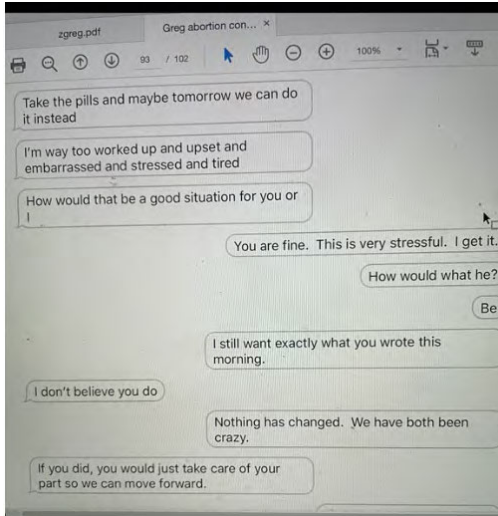 zgreg.pdf
Greg abortion con... ×
93 / 102
100%
Take the pills and maybe tomorrow we can do
it instead
I'm way too worked up and upset and
embarrassed and stressed and tired
How would that be a good situation for you or
I
You are fine. This is very stressful. I get it.
How would what he?
Be
I still want exactly what you wrote this
morning.
I don't believe you do
Nothing has changed. We have both been
crazy.
If you did, you would just take care of your
part so we can move forward.